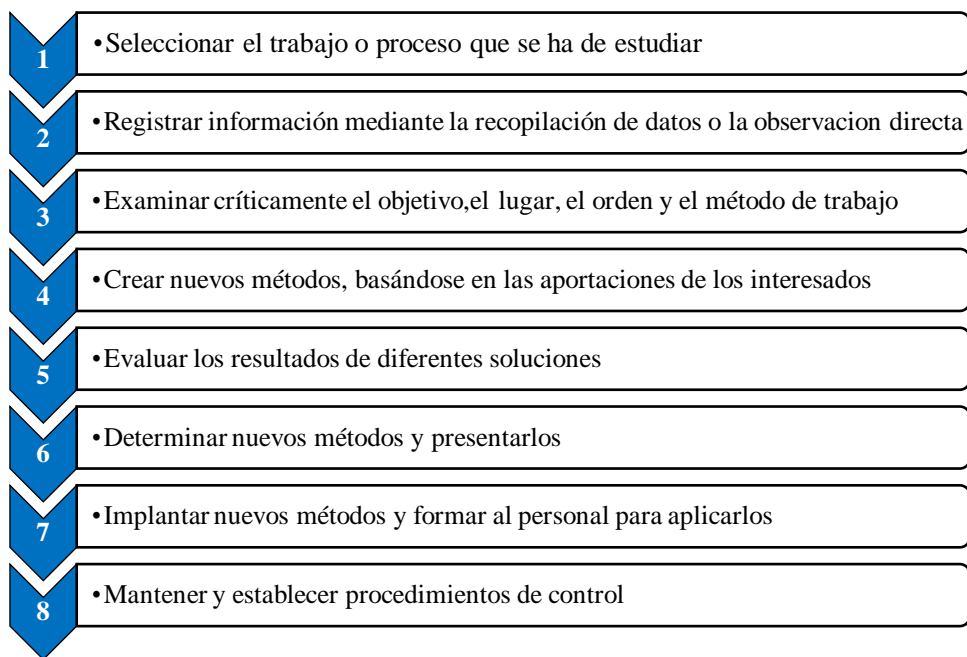 1 •Seleccionar el trabajo o proceso que se ha de estudiar
2 •Registrar información mediante la recopilación de datos o la observacion directa
3 •Examinar críticamente el objetivo,el lugar, el orden y el método de trabajo
4 •Crear nuevos métodos, basándose en las aportaciones de los interesados
5 •Evaluar los resultados de diferentes soluciones
6 •Determinar nuevos métodos y presentarlos
7 •Implantar nuevos métodos y formar al personal para aplicarlos
8 •Mantener y establecer procedimientos de control